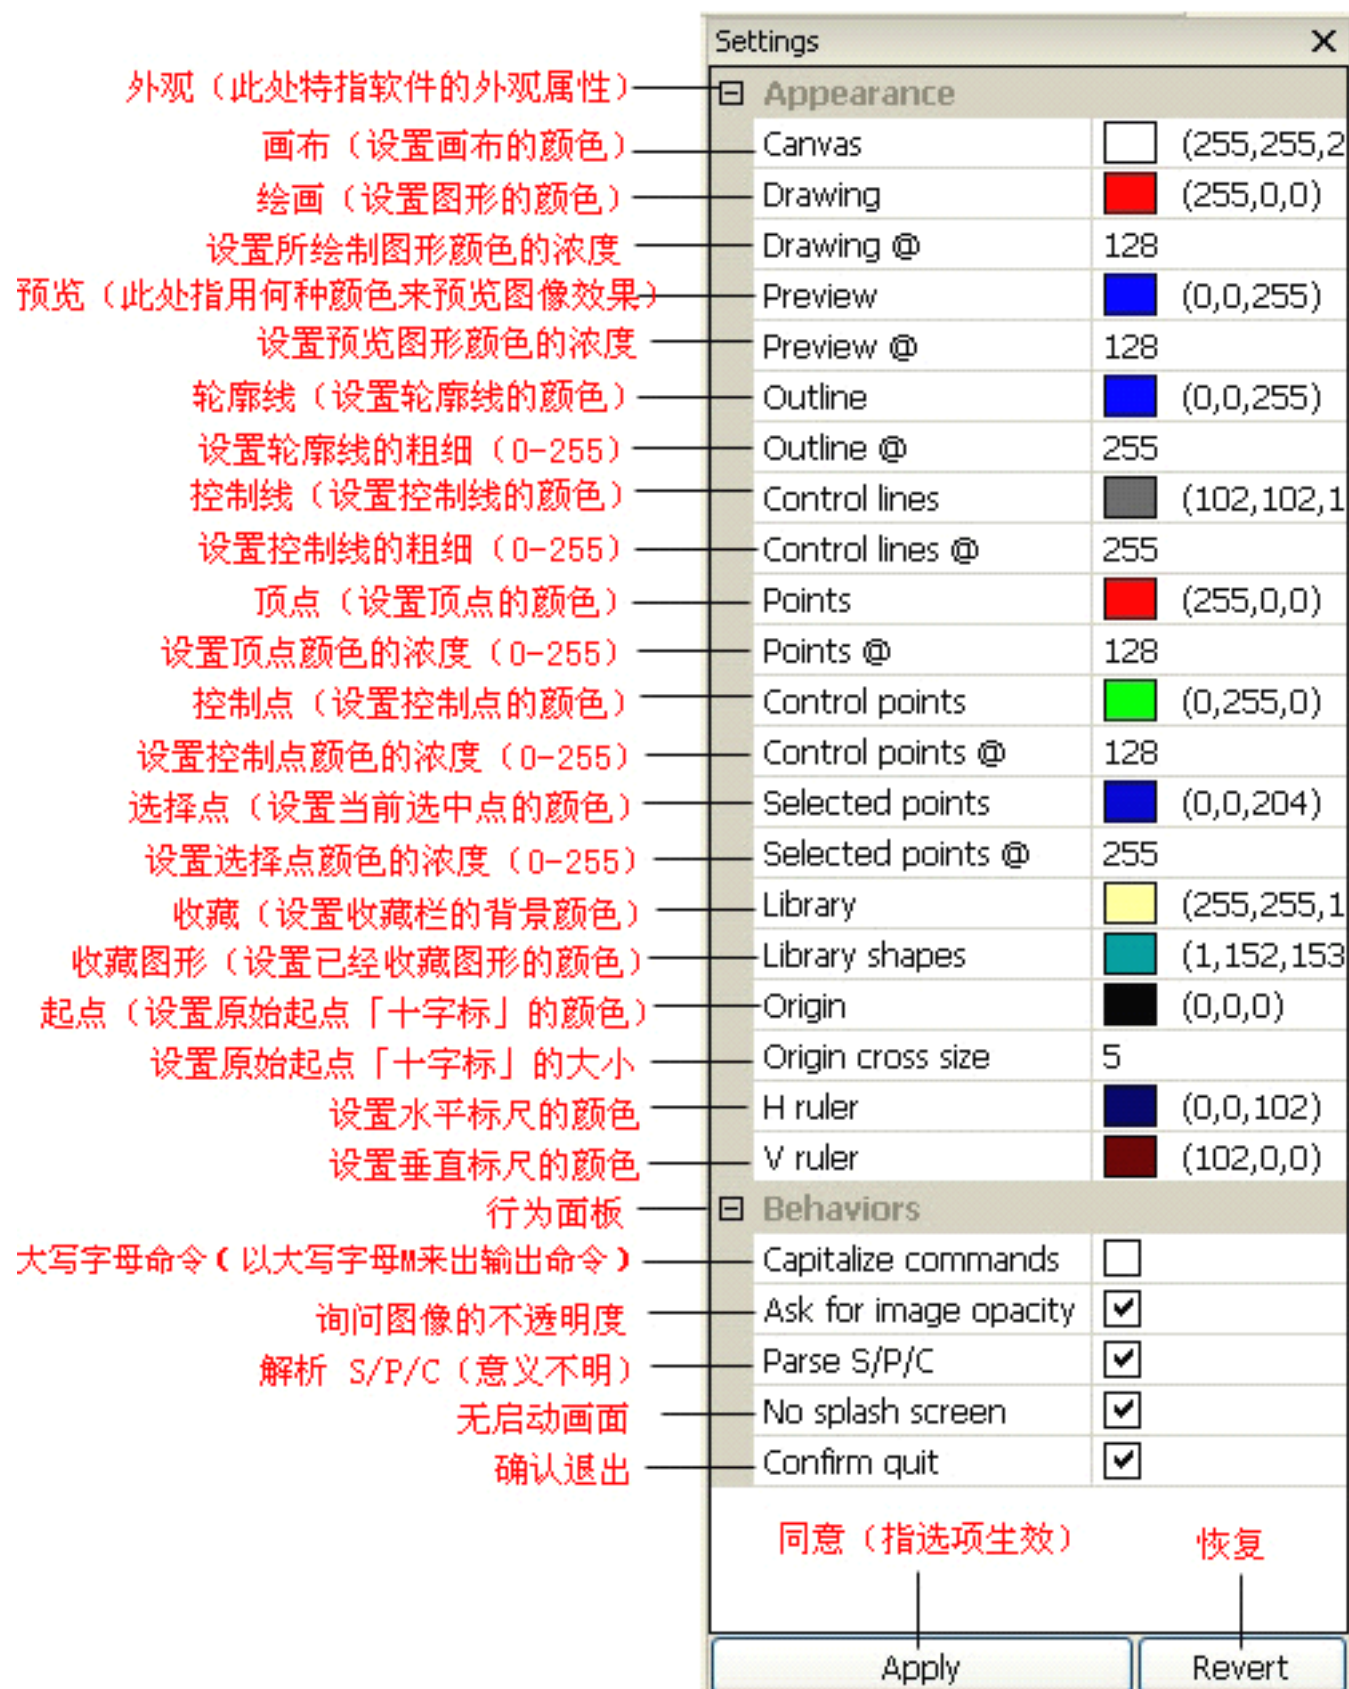 Settings
外观（此处特指软件的外观属性） Appearance
画布（设置画布的颜色） Canvas (255,255,2
绘画（设置图形的颜色） Drawing (255,0,0)
设置所绘制图形颜色的浓度 Drawing @ 128
预览（此处指用何种颜色来预览图像效果） Preview (0,0,255)
设置预览图形颜色的浓度 Preview @ 128
轮廓线（设置轮廓线的颜色） Outline (0,0,255)
设置轮廓线的粗细（0-255） Outline @ 255
控制线（设置控制线的颜色） Control lines (102,102,1
设置控制线的粗细（0-255） Control lines @ 255
顶点（设置顶点的颜色） Points (255,0,0)
设置顶点颜色的浓度（0-255） Points @ 128
控制点（设置控制点的颜色） Control points (0,255,0)
设置控制点颜色的浓度（0-255） Control points @ 128
选择点（设置当前选中点的颜色） Selected points (0,0,204)
设置选择点颜色的浓度（0-255） Selected points @ 255
收藏（设置收藏栏的背景颜色） Library (255,255,1
收藏图形（设置已经收藏图形的颜色） Library shapes (1,152,153
起点（设置原始起点「十字标」的颜色） Origin (0,0,0)
设置原始起点「十字标」的大小 Origin cross size 5
设置水平标尺的颜色 H ruler (0,0,102)
设置垂直标尺的颜色 V ruler (102,0,0)
行为面板 Behaviors
大写字母命令(以大写字母M来出输出命令) Capitalize commands
询问图像的不透明度 Ask for image opacity
解析 S/P/C（意义不明） Parse S/P/C
无启动画面 No splash screen
确认退出 Confirm quit
同意（指选项生效） 恢复
Apply Revert